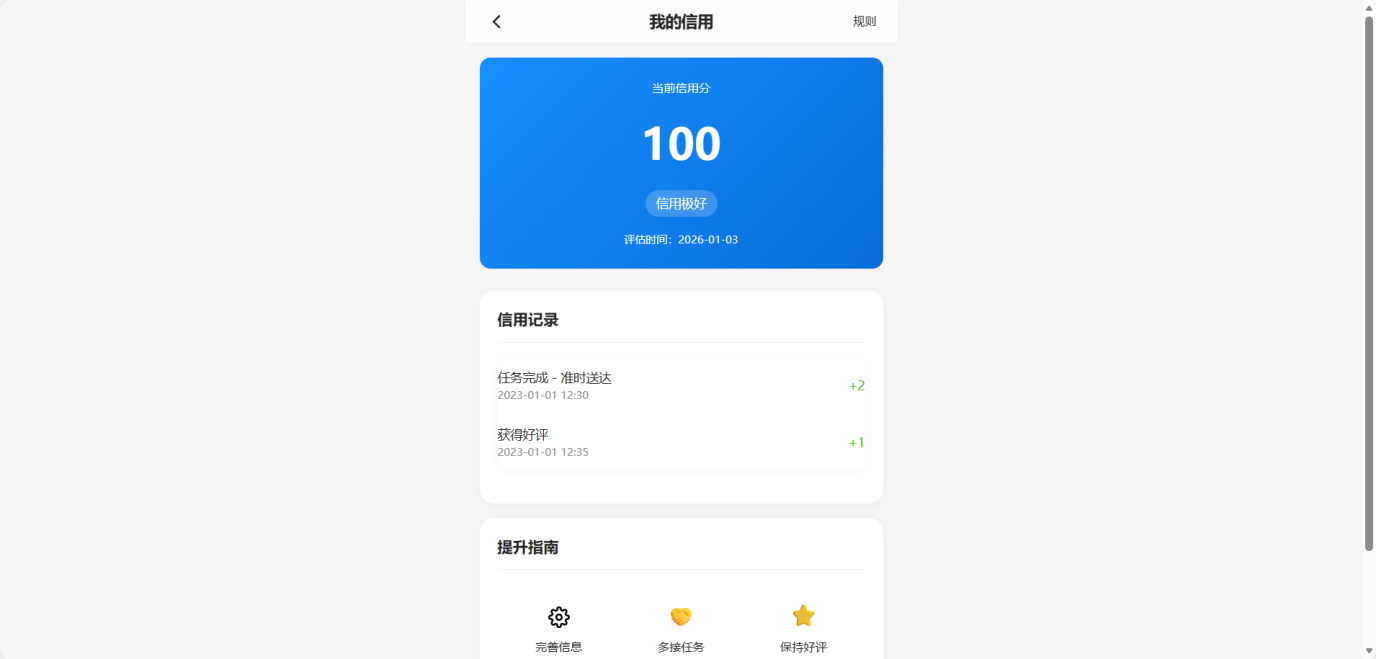 我的信用
规则
当前信用分
100
信用极好
评估时间：2026-01-03
信用记录
任务完成 - 准时送达
2023-01-01 12:30
+2
获得好评
2023-01-01 12:35
+1
提升指南
完善信息
多接任务
保持好评